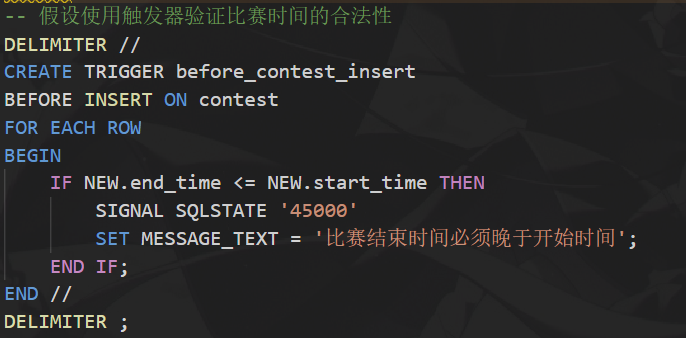 -- 假设使用触发器验证比赛时间的合法性
DELIMITER //
CREATE TRIGGER before_contest_insert
BEFORE INSERT ON contest
FOR EACH ROW
BEGIN
    IF NEW.end_time <= NEW.start_time THEN
        SIGNAL SQLSTATE '45000'
        SET MESSAGE_TEXT = '比赛结束时间必须晚于开始时间';
    END IF;
END //
DELIMITER ;